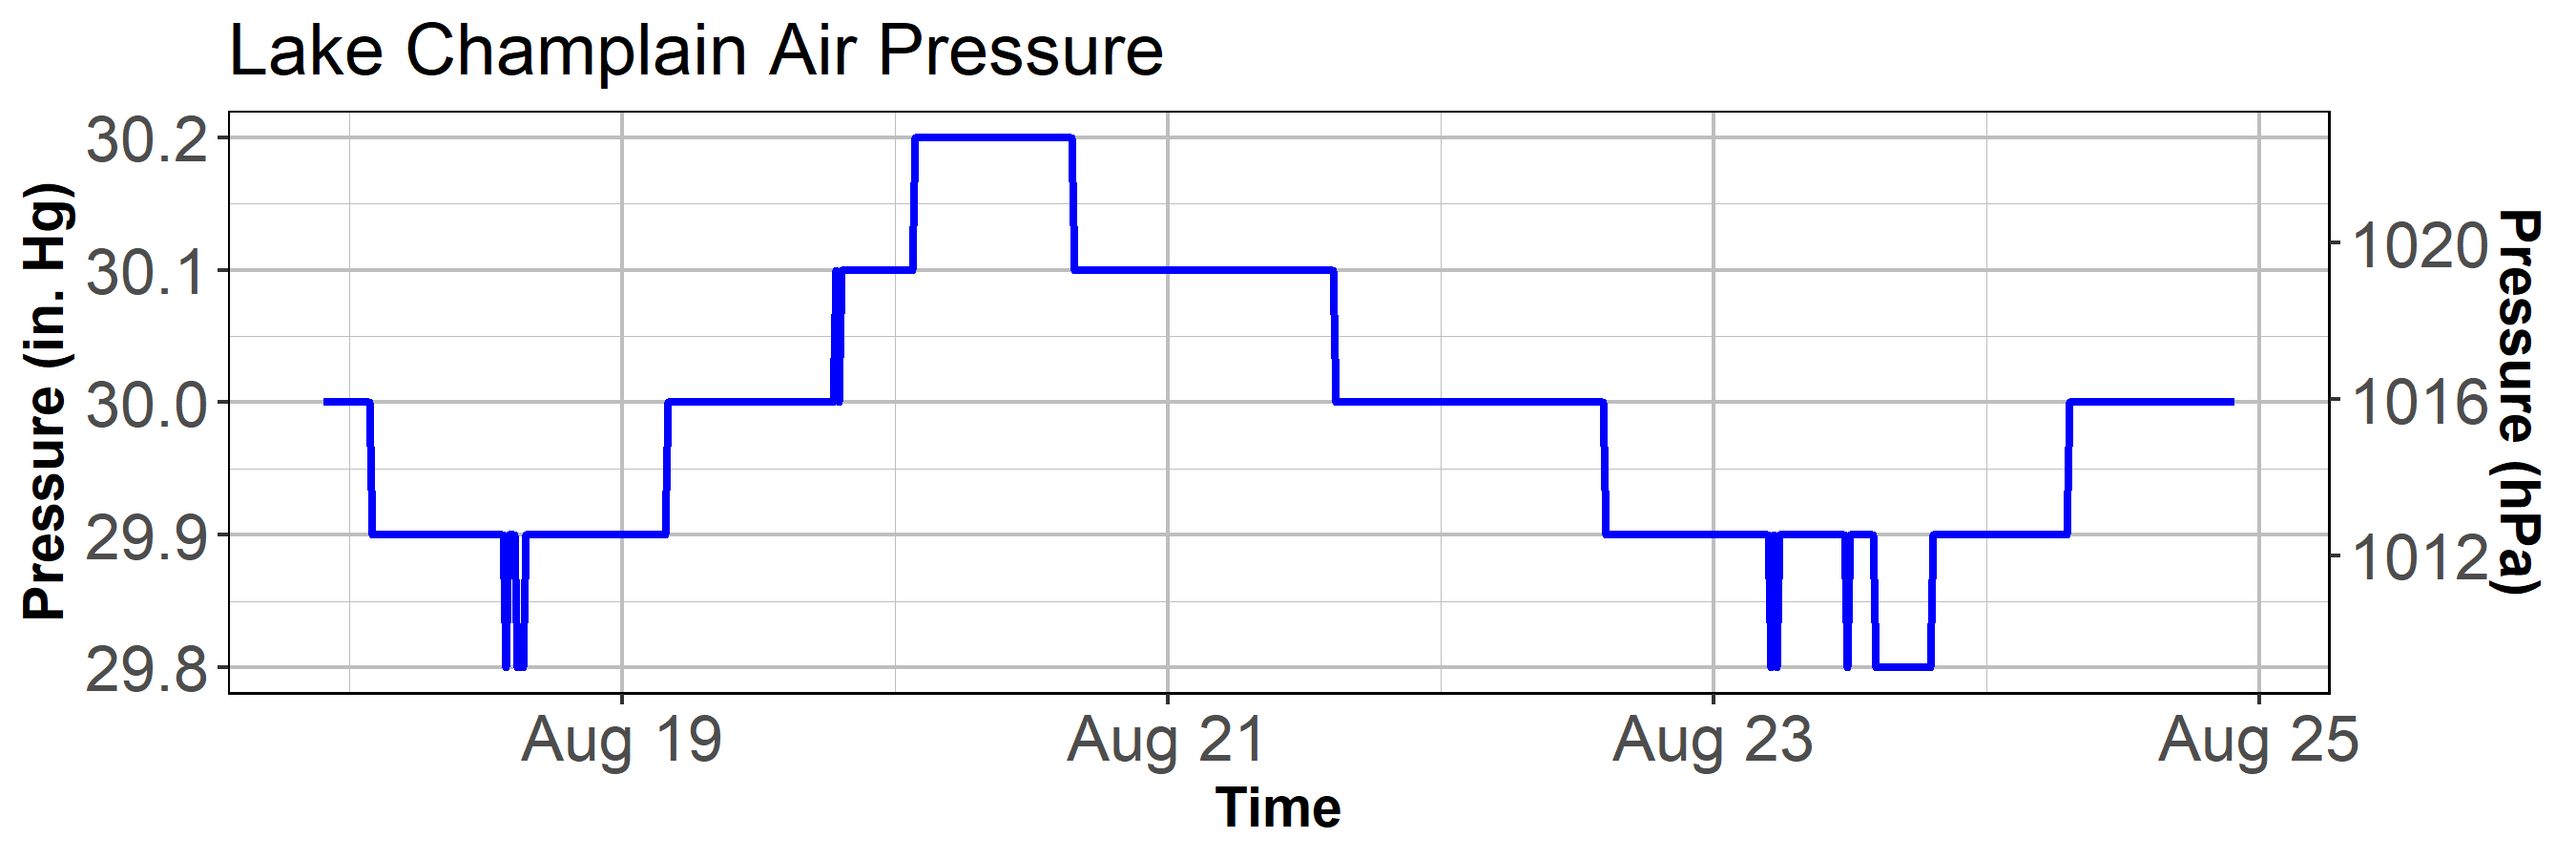 Lake Champlain Air Pressure
Pressure (in. Hg)
30.2
30.1
30.0
29.9
29.8
1020
1016
1012
Pressure (hPa)
Aug 19
Aug 21
Aug 23
Aug 25
Time